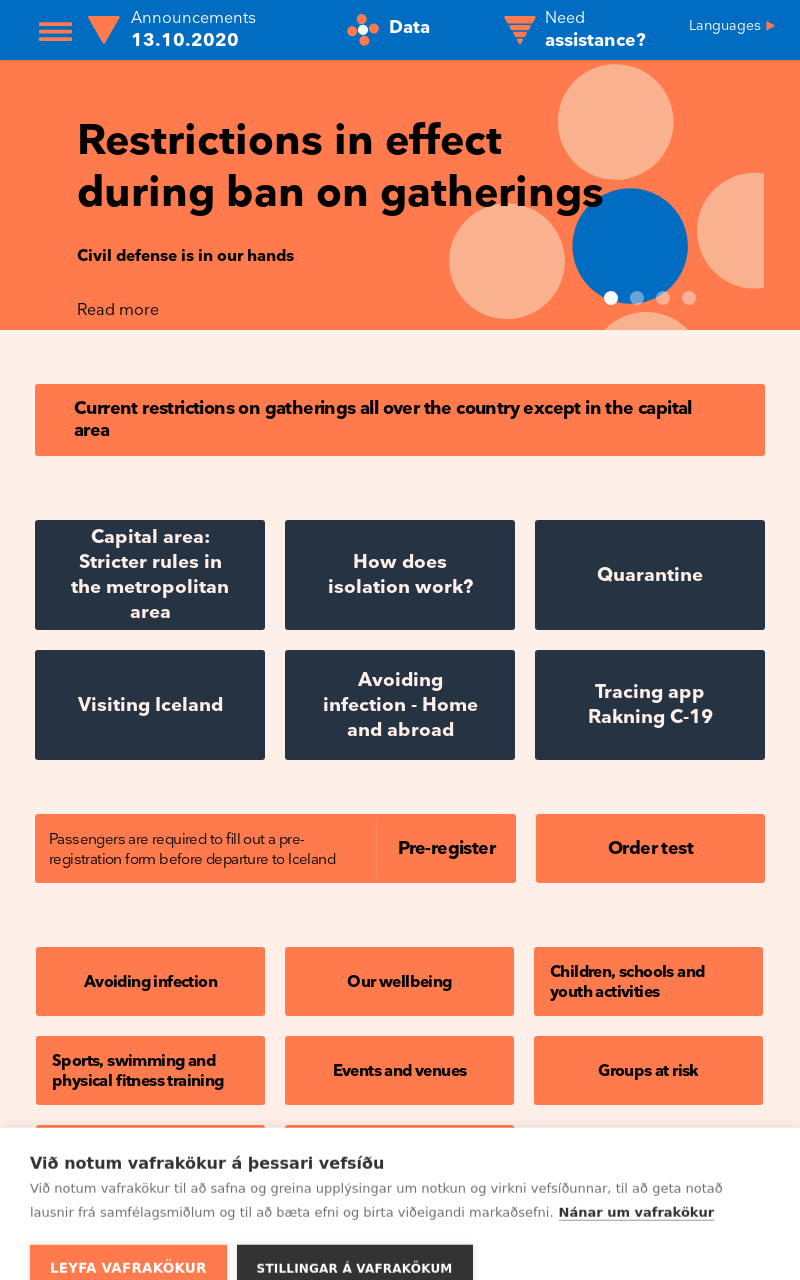 Announcements
13.10.2020
Data
Need
assistance?
Languages
Restrictions in effect
during ban on gatherings
Civil defense is in our hands
Read more
Current restrictions on gatherings all over the country except in the capital
area
Capital area:
Stricter rules in
the metropolitan
area
How does
isolation work?
Quarantine
Visiting Iceland
Avoiding
infection - Home
and abroad
Tracing app
Rakning C-19
Passengers are required to fill out a pre-
registration form before departure to Iceland
Pre-register
Order test
Avoiding infection
Our wellbeing
Children, schools and
youth activities
Sports, swimming and
physical fitness training
Events and venues
Groups at risk
Við notum vafrakökur á þessari vefsíðu
Við notum vafrakökur til að safna og greina upplýsingar um notkun og virkni vefsíðunnar, til að geta notað
lausnir frá samfélagsmiðlum og til að bæta efni og birta viðeigandi markaðsefni. Nánar um vafrakökur
LEYFA VAFRAKÖKUR
STILLINGAR Á VAFRAKÖKUM